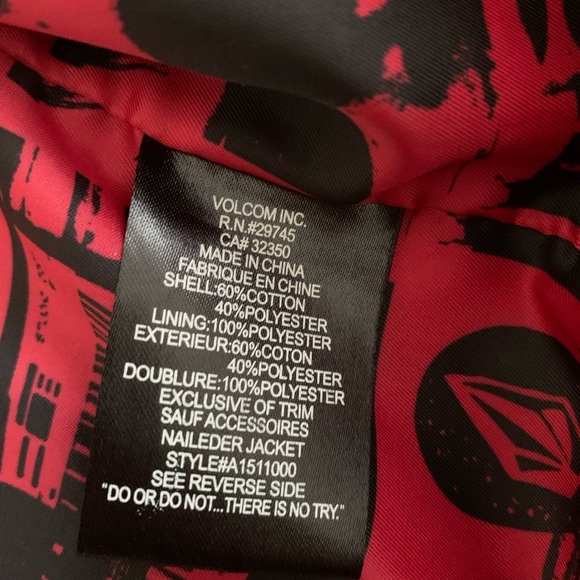 VOLCOM INC.
R.N.#29745
CA# 32350
MADE IN CHINA
FABRIQUE EN CHINE
SHELL:60%COTTON
40%POLYESTER
LINING:100%POLYESTER
EXTERIEUR:60%COTON
40%POLYESTER
DOUBLURE:100%POLYESTER
EXCLUSIVE OF TRIM
SAUF ACCESSOIRES
NAILEDER JACKET
STYLE#A1511000
SEE REVERSE SIDE
"DO OR DO NOT...THERE IS NO TRY."